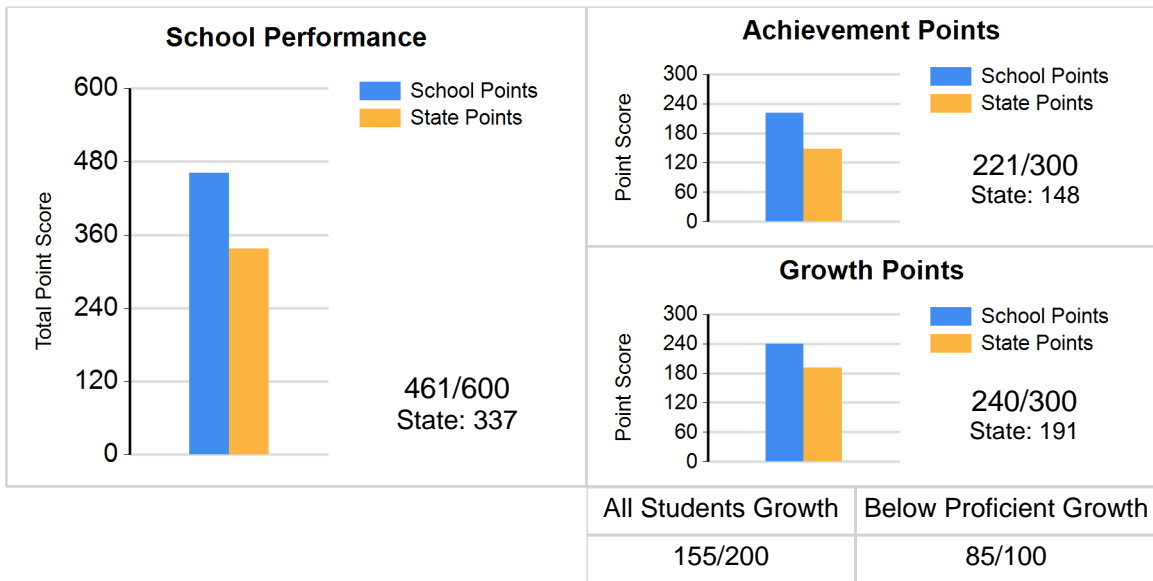 School Performance
600
480
360
240
120
0
Total Point Score
School Points
State Points
461/600
State: 337
Achievement Points
300
240
180
120
60
0
Point Score
School Points
State Points
221/300
State: 148
Growth Points
300
240
180
120
60
0
Point Score
School Points
State Points
240/300
State: 191
All Students Growth Below Proficient Growth
155/200 85/100